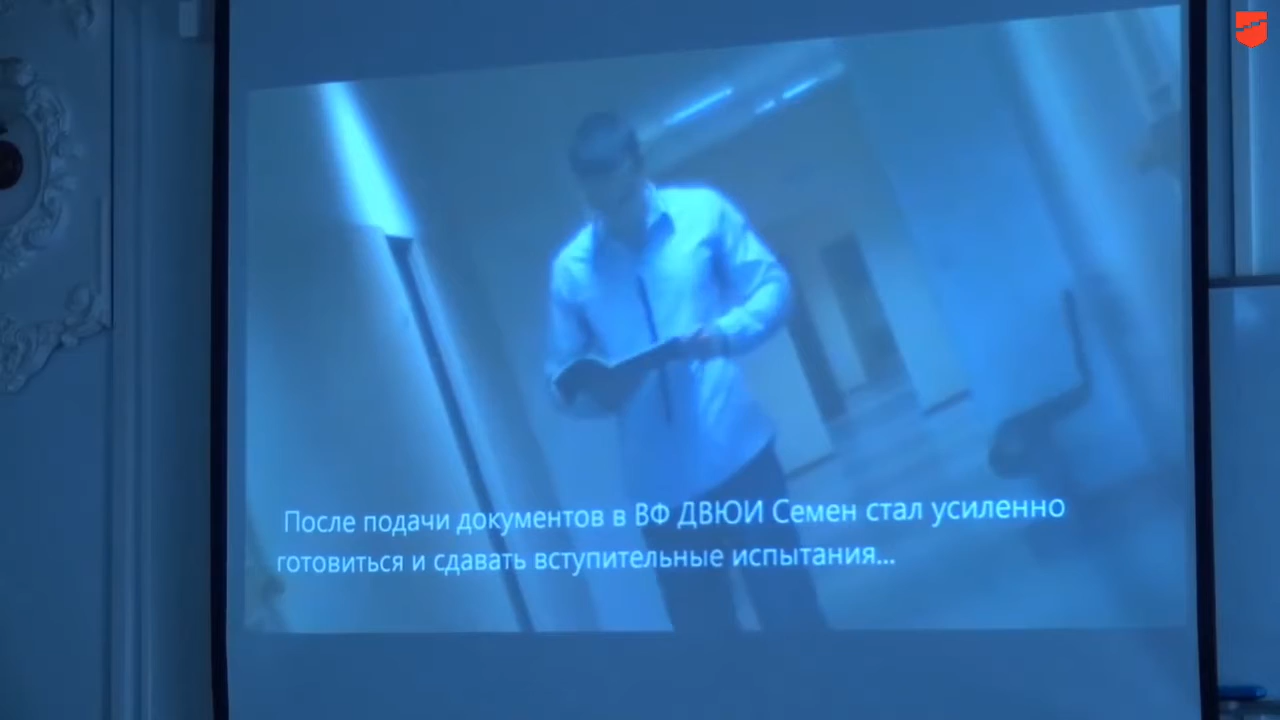 После подачи документов в ВФ ДВЮИ Семен стал усиленно
готовиться и сдавать вступительные испытания...